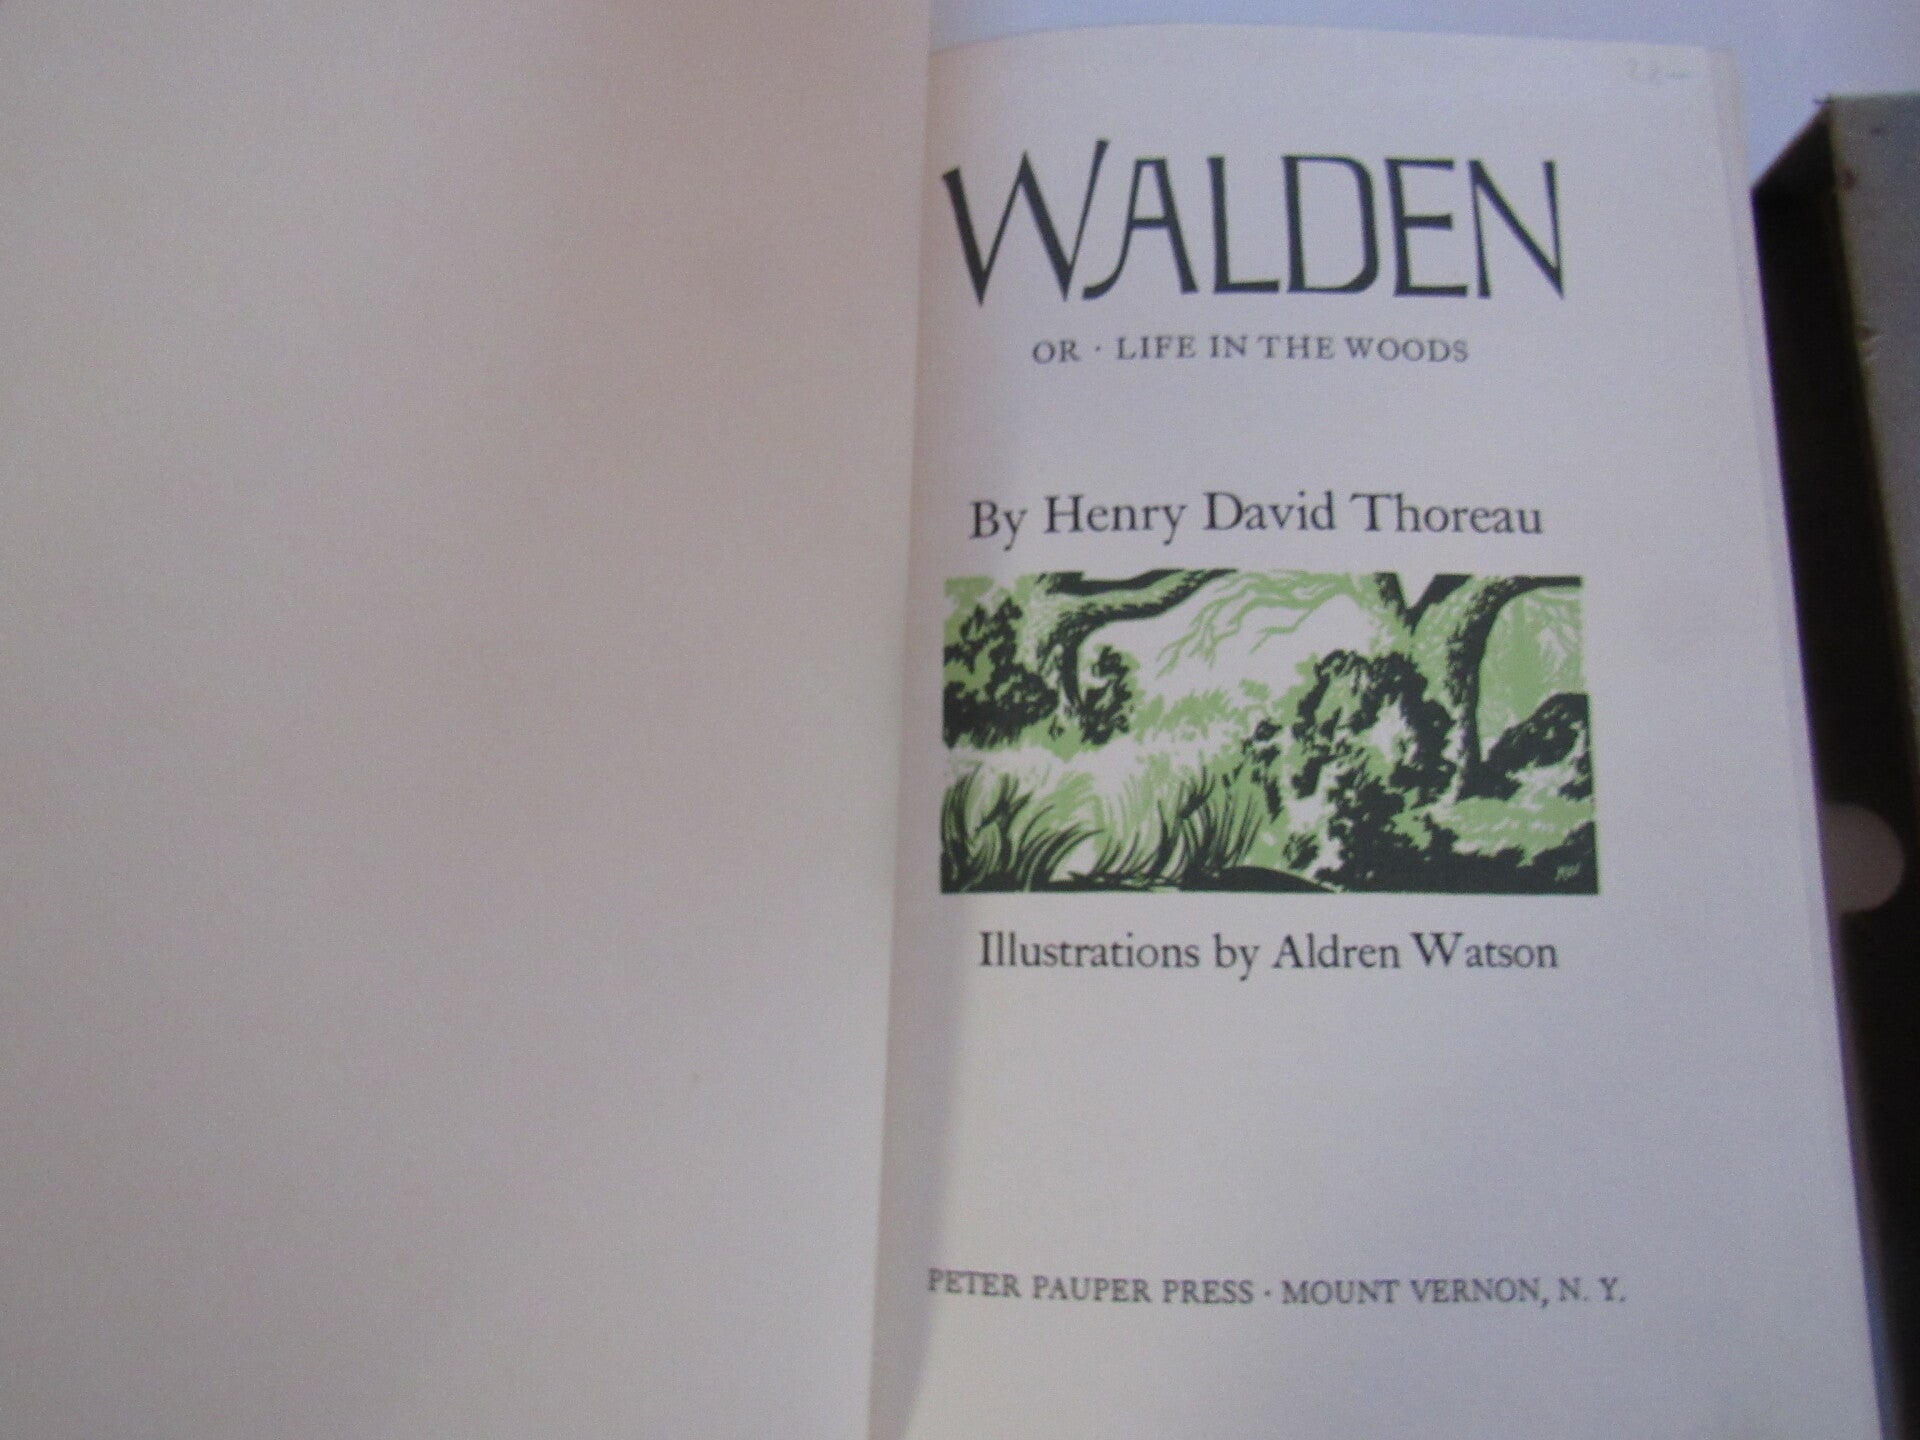 WALDEN
OR · LIFE IN THE WOODS
By Henry David Thoreau
Illustrations by Aldren Watson
PETER PAUPER PRESS · MOUNT VERNON, N. Y.